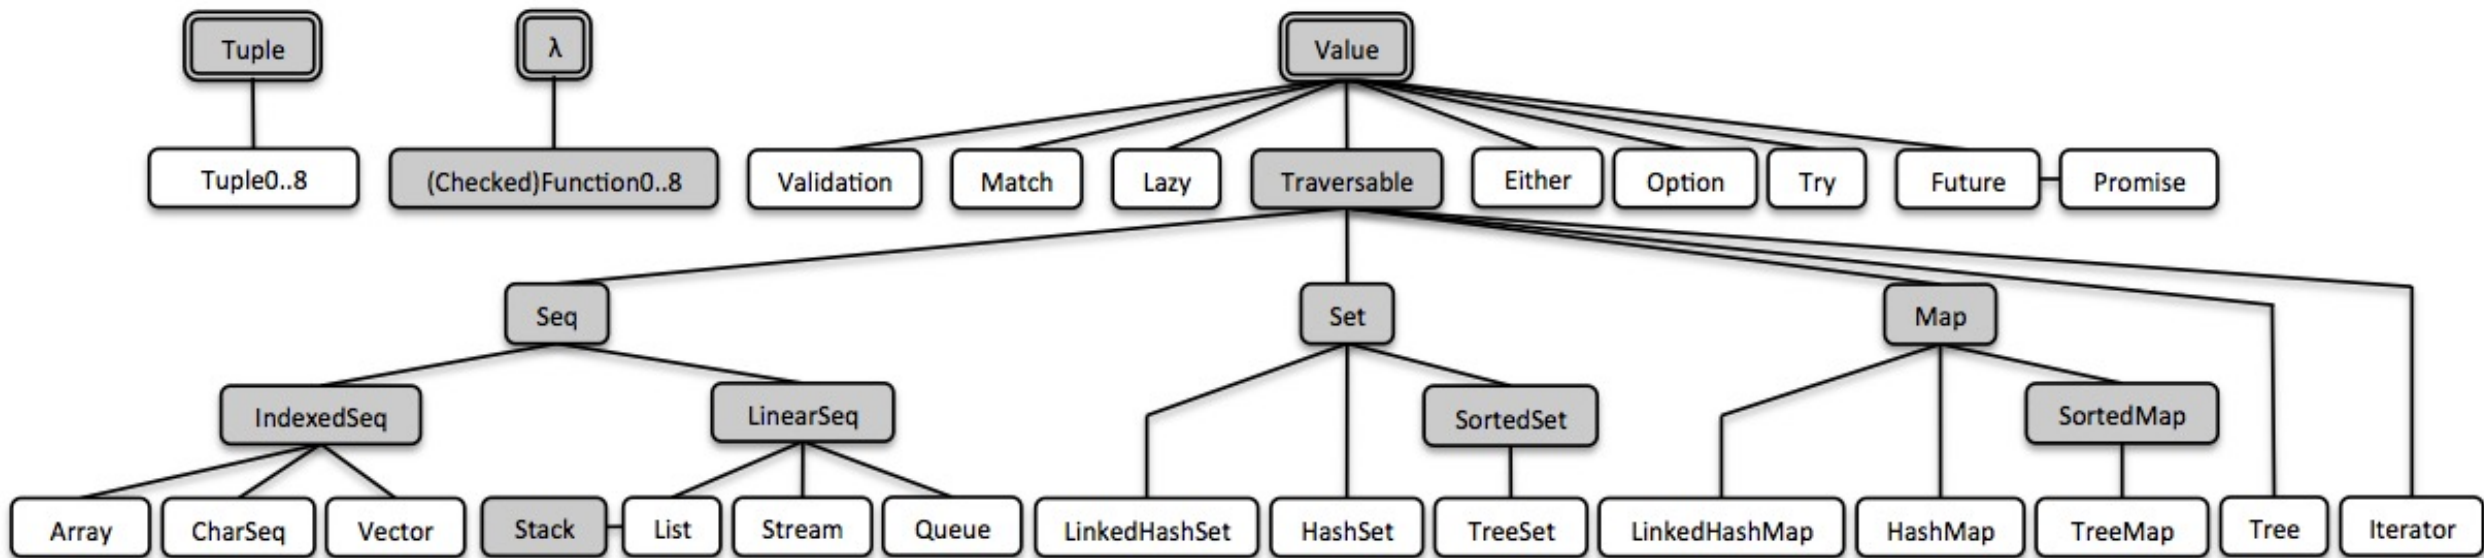 Tuple
λ
Value
Tuple0..8
(Checked)Function0..8
Validation
Match
Lazy
Traversable
Either
Option
Try
Future
Promise
Seq
Set
Map
IndexedSeq
LinearSeq
SortedSet
SortedMap
Array
CharSeq
Vector
Stack
List
Stream
Queue
LinkedHashSet
HashSet
TreeSet
LinkedHashMap
HashMap
TreeMap
Tree
Iterator